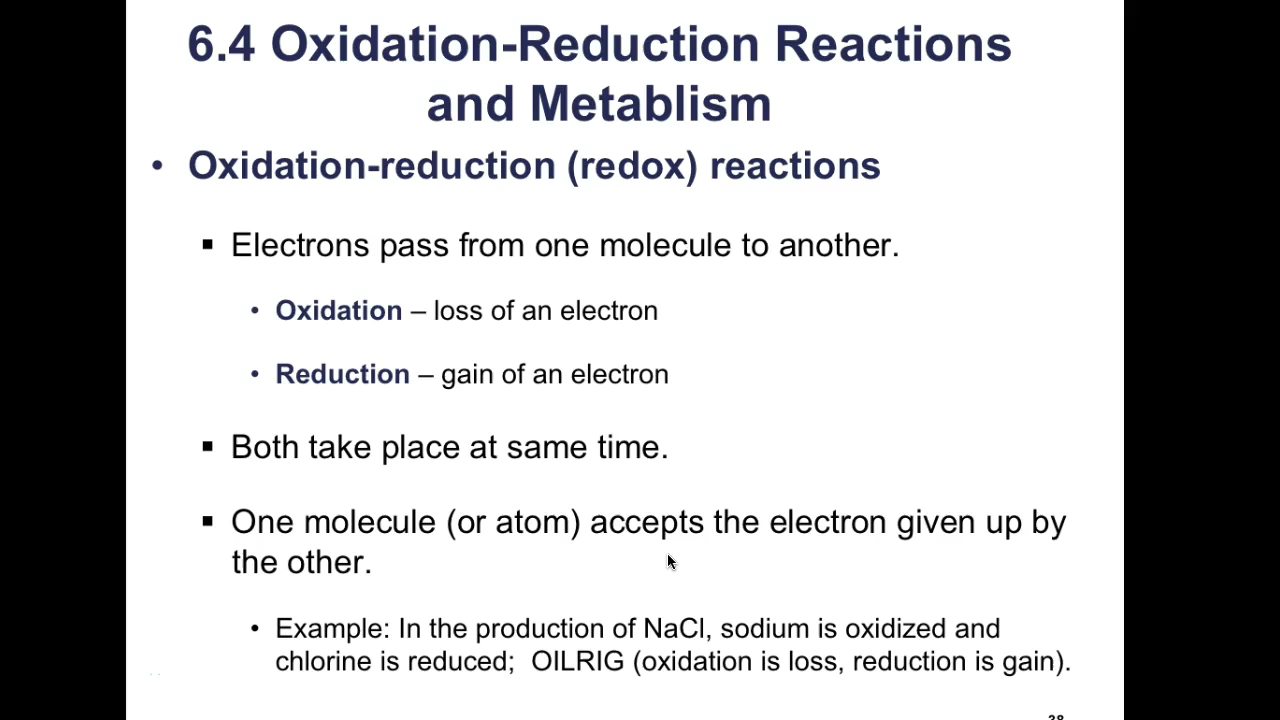 6.4 Oxidation-Reduction Reactions
and Metablism
• Oxidation-reduction (redox) reactions
▪ Electrons pass from one molecule to another.
• Oxidation – loss of an electron
• Reduction – gain of an electron
▪ Both take place at same time.
▪ One molecule (or atom) accepts the electron given up by
the other.
• Example: In the production of NaCl, sodium is oxidized and
chlorine is reduced;  OILRIG (oxidation is loss, reduction is gain).